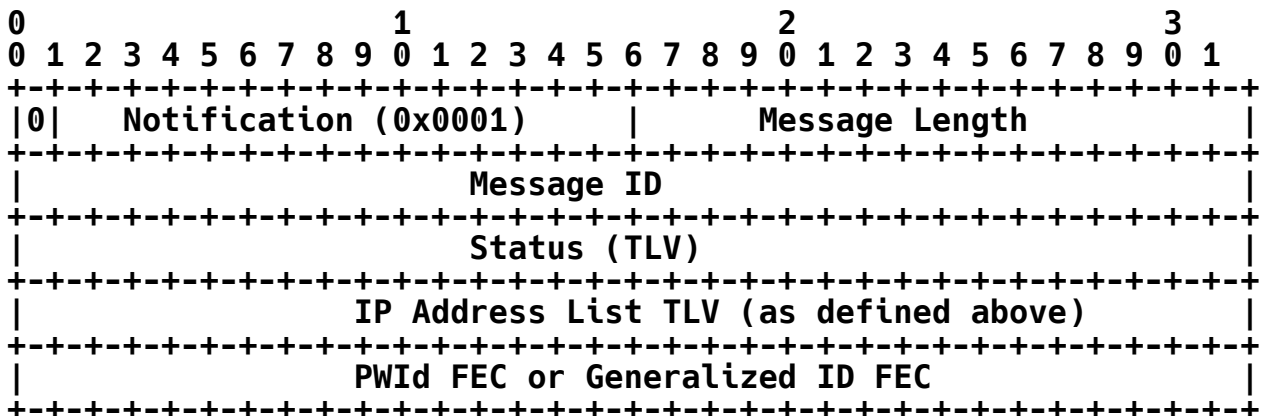 0                   1                   2                   3
0 1 2 3 4 5 6 7 8 9 0 1 2 3 4 5 6 7 8 9 0 1 2 3 4 5 6 7 8 9 0 1
+-+-+-+-+-+-+-+-+-+-+-+-+-+-+-+-+-+-+-+-+-+-+-+-+-+-+-+-+-+-+-+-+
|0|   Notification (0x0001)     |      Message Length           |
+-+-+-+-+-+-+-+-+-+-+-+-+-+-+-+-+-+-+-+-+-+-+-+-+-+-+-+-+-+-+-+-+
|                       Message ID                              |
+-+-+-+-+-+-+-+-+-+-+-+-+-+-+-+-+-+-+-+-+-+-+-+-+-+-+-+-+-+-+-+-+
|                       Status (TLV)                            |
+-+-+-+-+-+-+-+-+-+-+-+-+-+-+-+-+-+-+-+-+-+-+-+-+-+-+-+-+-+-+-+-+
|                 IP Address List TLV (as defined above)        |
+-+-+-+-+-+-+-+-+-+-+-+-+-+-+-+-+-+-+-+-+-+-+-+-+-+-+-+-+-+-+-+-+
|                 PWId FEC or Generalized ID FEC                |
+-+-+-+-+-+-+-+-+-+-+-+-+-+-+-+-+-+-+-+-+-+-+-+-+-+-+-+-+-+-+-+-+